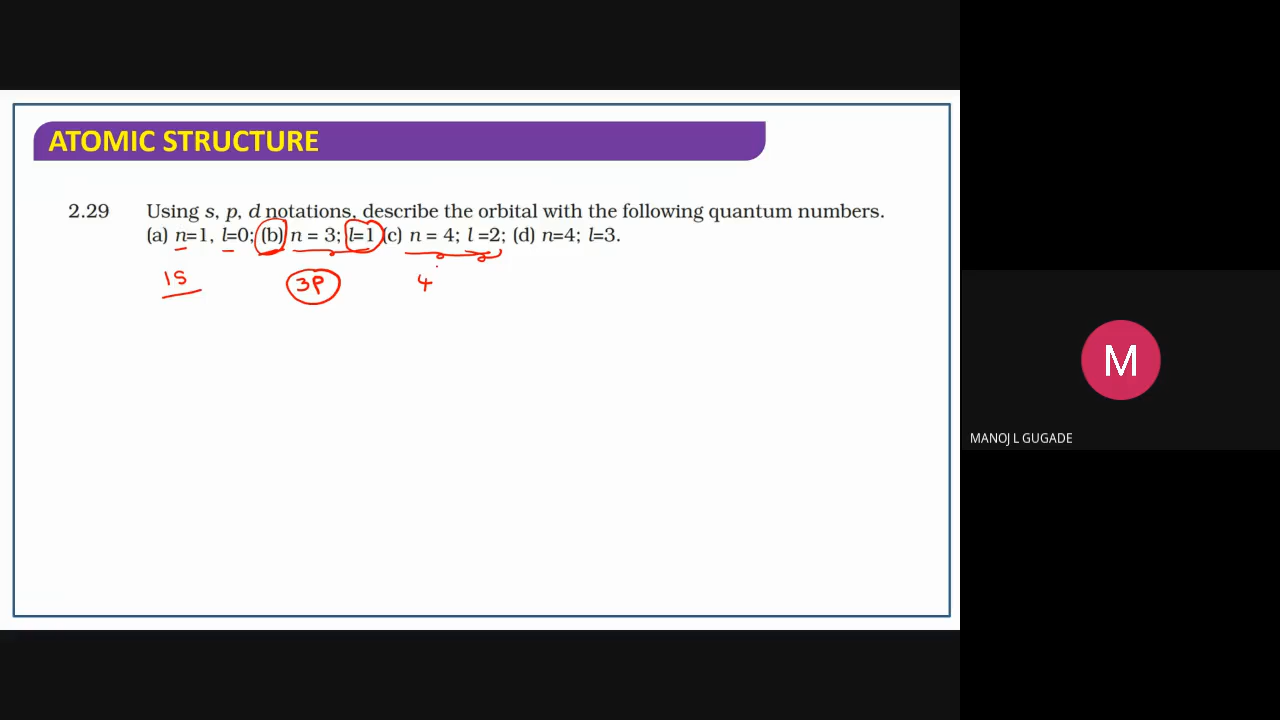 ATOMIC STRUCTURE
2.29 Using s, p, d notations, describe the orbital with the following quantum numbers.
(a) n=1, l=0; (b) n = 3; l=1 (c) n = 4; l =2; (d) n=4; l=3.
1S 3P 4
M
MANOJ L GUGADE